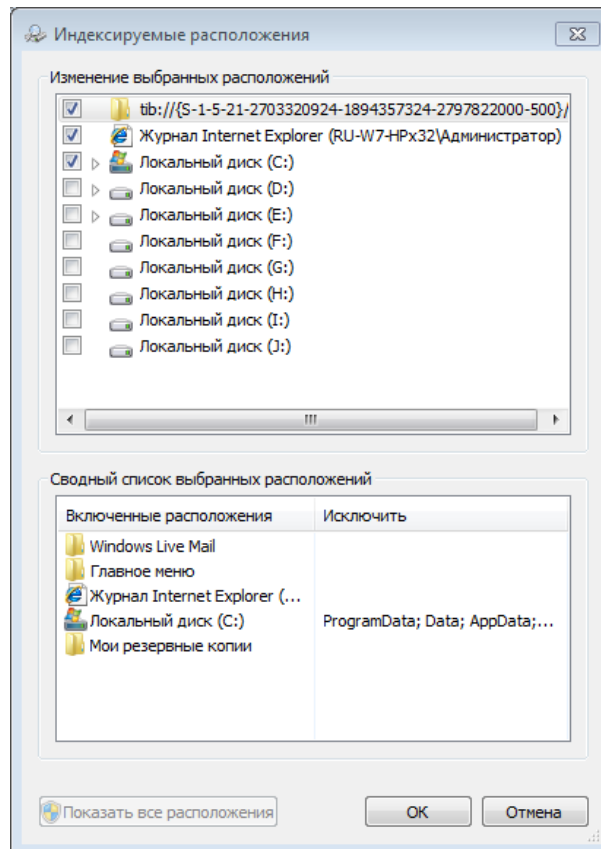 Индексируемые расположения
Изменение выбранных расположений
tib://{S-1-5-21-2703320924-1894357324-2797822000-500}/
Журнал Internet Explorer (RU-W7-HPx32\Администратор)
Локальный диск (C:)
Локальный диск (D:)
Локальный диск (E:)
Локальный диск (F:)
Локальный диск (G:)
Локальный диск (H:)
Локальный диск (I:)
Локальный диск (J:)
Сводный список выбранных расположений
Включенные расположения Исключить
Windows Live Mail
Главное меню
Журнал Internet Explorer (...
Локальный диск (C:) ProgramData; Data; AppData;...
Мои резервные копии
Показать все расположения ОК Отмена